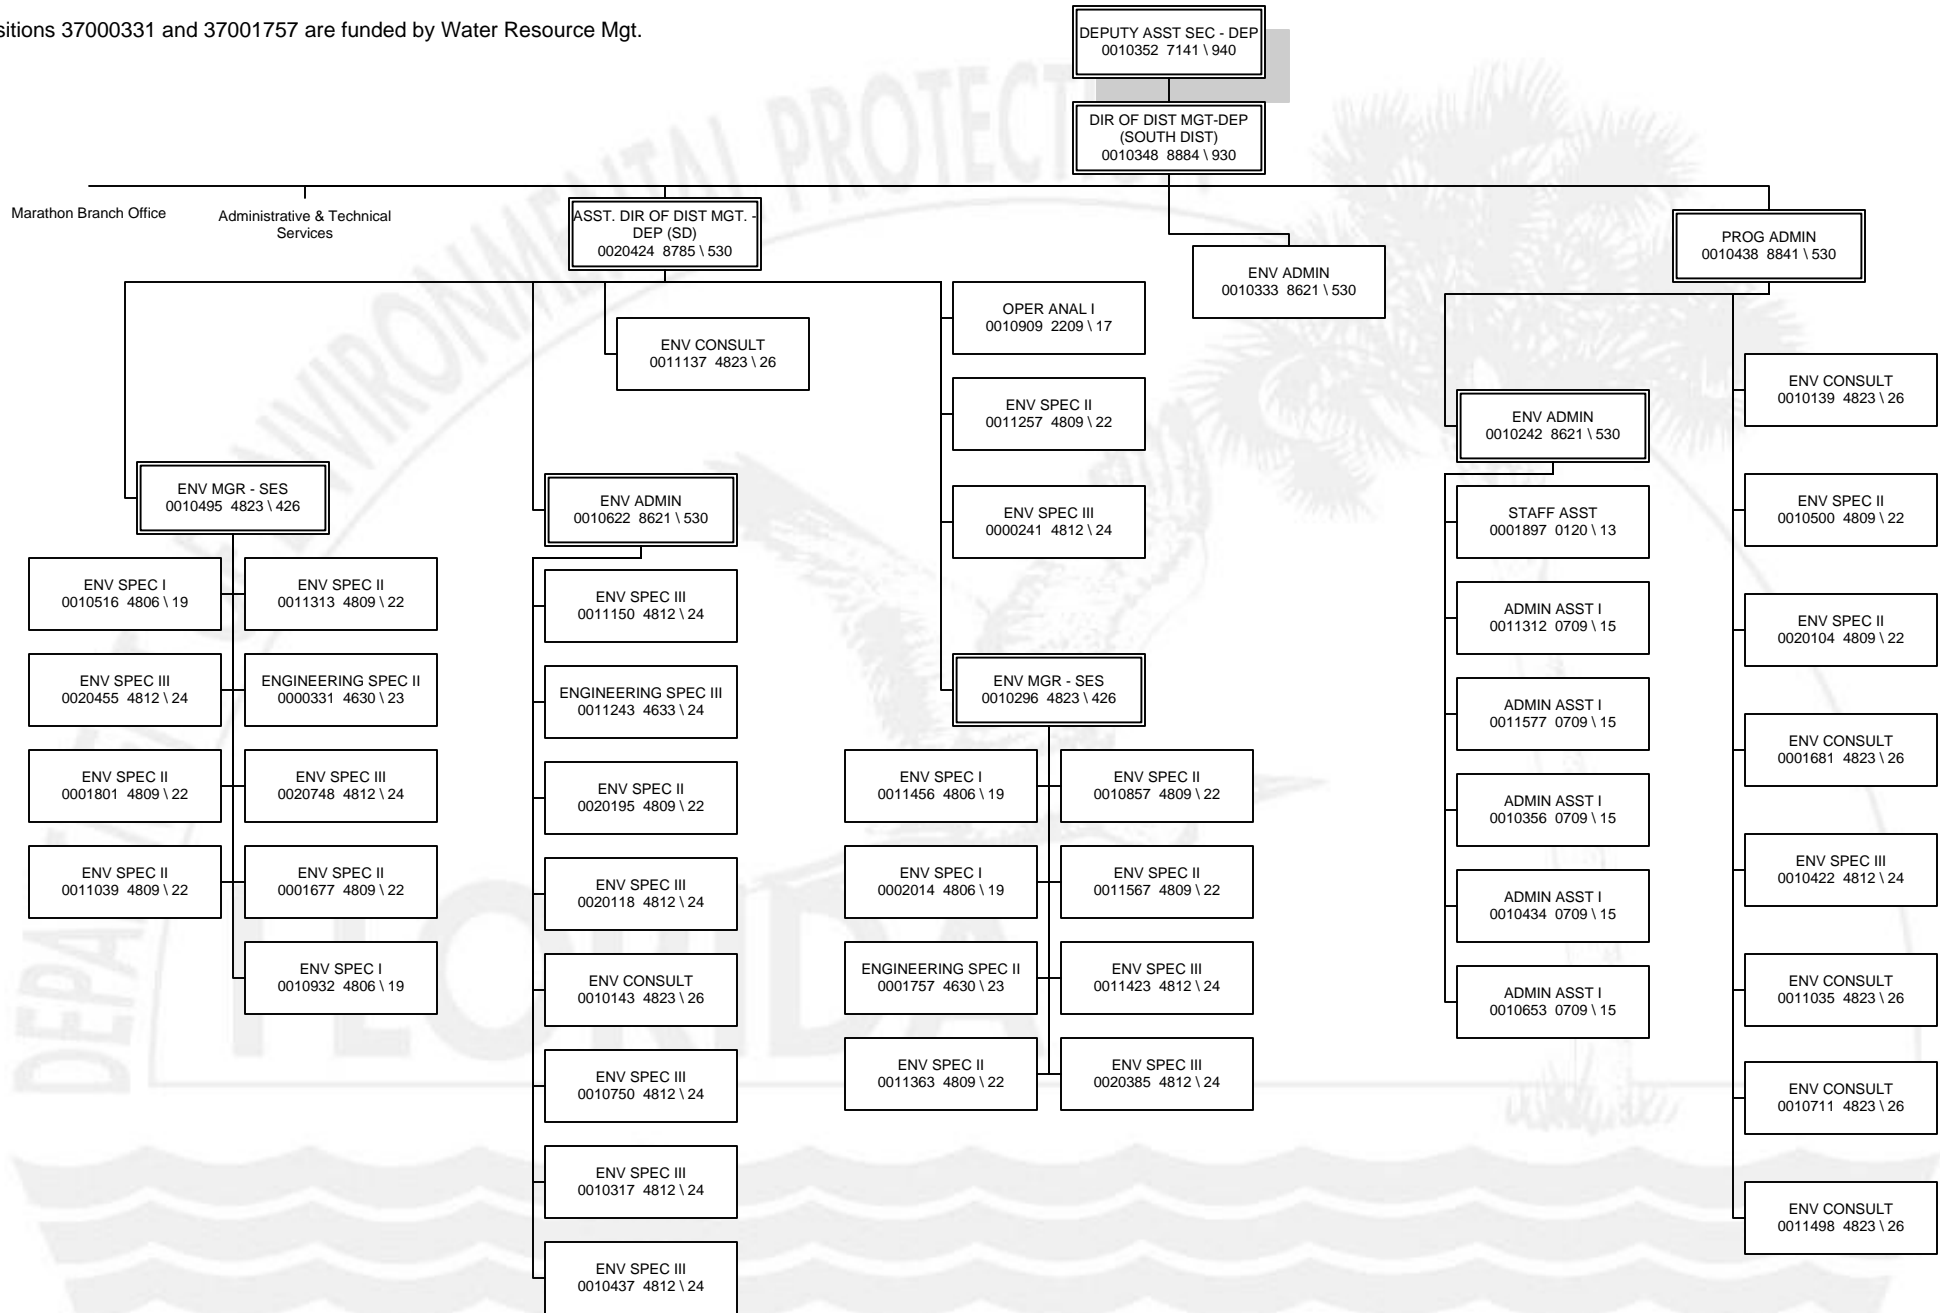 sitions 37000331 and 37001757 are funded by Water Resource Mgt.
DEPUTY ASST SEC - DEP
0010352 7141 \ 940
DIR OF DIST MGT-DEP
(SOUTH DIST)
0010348 8884 \ 930
Marathon Branch Office
Administrative & Technical
Services
ASST. DIR OF DIST MGT. -
DEP (SD)
0020424 8785 \ 530
ENV ADMIN
0010333 8621 \ 530
PROG ADMIN
0010438 8841 \ 530
ENV CONSULT
0011137 4823 \ 26
OPER ANAL I
0010909 2209 \ 17
ENV SPEC II
0011257 4809 \ 22
ENV SPEC III
0000241 4812 \ 24
ENV MGR - SES
0010495 4823 \ 426
ENV SPEC I
0010516 4806 \ 19
ENV SPEC II
0011313 4809 \ 22
ENV SPEC III
0020455 4812 \ 24
ENGINEERING SPEC II
0000331 4630 \ 23
ENV SPEC II
0001801 4809 \ 22
ENV SPEC III
0020748 4812 \ 24
ENV SPEC II
0011039 4809 \ 22
ENV SPEC II
0001677 4809 \ 22
ENV SPEC I
0010932 4806 \ 19
ENV ADMIN
0010622 8621 \ 530
ENV SPEC III
0011150 4812 \ 24
ENGINEERING SPEC III
0011243 4633 \ 24
ENV SPEC II
0020195 4809 \ 22
ENV SPEC III
0020118 4812 \ 24
ENV CONSULT
0010143 4823 \ 26
ENV SPEC III
0010750 4812 \ 24
ENV SPEC III
0010317 4812 \ 24
ENV SPEC III
0010437 4812 \ 24
ENV MGR - SES
0010296 4823 \ 426
ENV SPEC I
0011456 4806 \ 19
ENV SPEC II
0010857 4809 \ 22
ENV SPEC I
0002014 4806 \ 19
ENV SPEC II
0011567 4809 \ 22
ENGINEERING SPEC II
0001757 4630 \ 23
ENV SPEC III
0011423 4812 \ 24
ENV SPEC II
0011363 4809 \ 22
ENV SPEC III
0020385 4812 \ 24
ENV ADMIN
0010242 8621 \ 530
STAFF ASST
0001897 0120 \ 13
ADMIN ASST I
0011312 0709 \ 15
ADMIN ASST I
0011577 0709 \ 15
ADMIN ASST I
0010356 0709 \ 15
ADMIN ASST I
0010434 0709 \ 15
ADMIN ASST I
0010653 0709 \ 15
ENV CONSULT
0010139 4823 \ 26
ENV SPEC II
0010500 4809 \ 22
ENV SPEC II
0020104 4809 \ 22
ENV CONSULT
0001681 4823 \ 26
ENV SPEC III
0010422 4812 \ 24
ENV CONSULT
0011035 4823 \ 26
ENV CONSULT
0010711 4823 \ 26
ENV CONSULT
0011498 4823 \ 26
DEPARTMENT OF ENVIRONMENTAL PROTECTION
FLORIDA